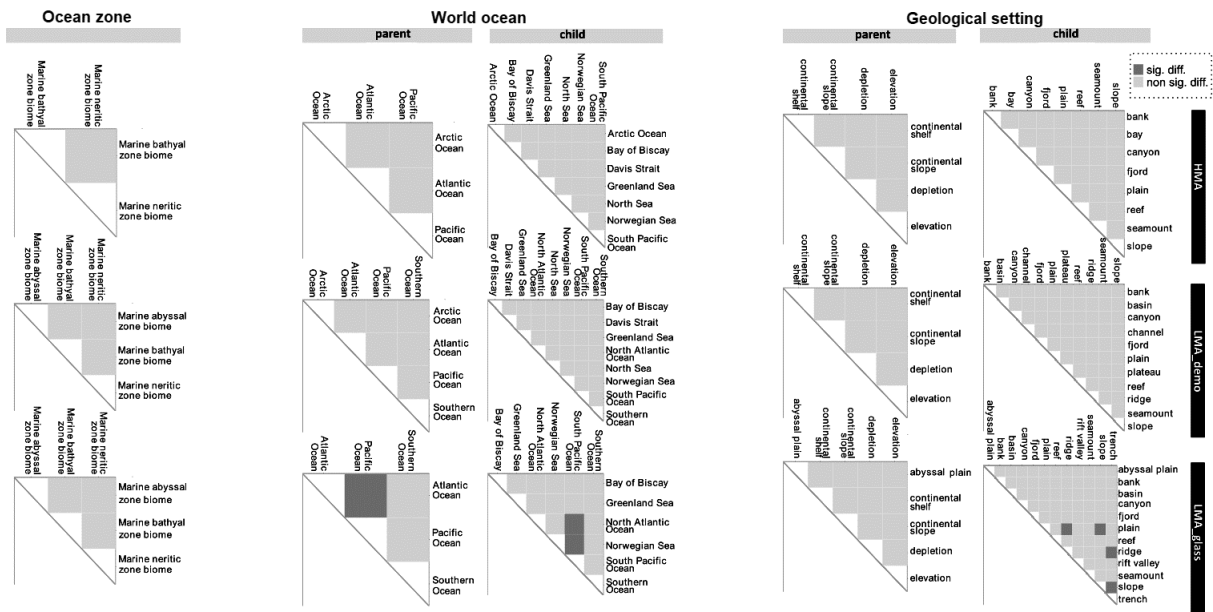 Ocean zone
World ocean
Geological setting
parent
child
parent
child
sig. diff.
non sig. diff.
Marine bathyal
zone biome
Marine neritic
zone biome
Marine bathyal
zone biome
Marine neritic
zone biome
Arctic
Ocean
Atlantic
Ocean
Pacific
Ocean
Arctic
Ocean
Atlantic
Ocean
Pacific
Ocean
Arctic Ocean
Bay of Biscay
Davis Strait
Greenland Sea
North Sea
Norwegian Sea
South Pacific
Ocean
Arctic Ocean
Bay of Biscay
Davis Strait
Greenland Sea
North Sea
Norwegian Sea
South Pacific
Ocean
continental
shelf
continental
slope
depletion
elevation
continental
shelf
continental
slope
depletion
elevation
bank
bay
canyon
fjord
plain
reef
seamount
slope
bank
bay
canyon
fjord
plain
reef
seamount
slope
HMA
Marine abyssal
zone biome
Marine bathyal
zone biome
Marine neritic
zone biome
Marine abyssal
zone biome
Marine bathyal
zone biome
Marine neritic
zone biome
Arctic
Ocean
Atlantic
Ocean
Pacific
Ocean
Southern
Ocean
Arctic
Ocean
Atlantic
Ocean
Pacific
Ocean
Southern
Ocean
Bay of Biscay
Davis Strait
Greenland Sea
North Atlantic
Ocean
North Sea
Norwegian Sea
South Pacific
Ocean
Southern
Ocean
Bay of Biscay
Davis Strait
Greenland Sea
North Atlantic
Ocean
North Sea
Norwegian Sea
South Pacific
Ocean
Southern
Ocean
continental
shelf
continental
slope
depletion
elevation
continental
shelf
continental
slope
depletion
elevation
bank
basin
canyon
channel
fjord
plain
plateau
reef
ridge
seamount
slope
bank
basin
canyon
channel
fjord
plain
plateau
reef
ridge
seamount
slope
LMA_demo
Marine abyssal
zone biome
Marine bathyal
zone biome
Marine neritic
zone biome
Marine abyssal
zone biome
Marine bathyal
zone biome
Marine neritic
zone biome
Atlantic
Ocean
Pacific
Ocean
Southern
Ocean
Atlantic
Ocean
Pacific
Ocean
Southern
Ocean
Bay of Biscay
Greenland Sea
North Atlantic
Ocean
Norwegian Sea
South Pacific
Ocean
Southern
Ocean
Bay of Biscay
Greenland Sea
North Atlantic
Ocean
Norwegian Sea
South Pacific
Ocean
Southern
Ocean
abyssal plain
continental
shelf
continental
slope
depletion
elevation
abyssal plain
continental
shelf
continental
slope
depletion
elevation
abyssal plain
bank
basin
canyon
fjord
plain
reef
ridge
rift valley
seamount
slope
trench
abyssal plain
bank
basin
canyon
fjord
plain
reef
ridge
rift valley
seamount
slope
trench
LMA_glass